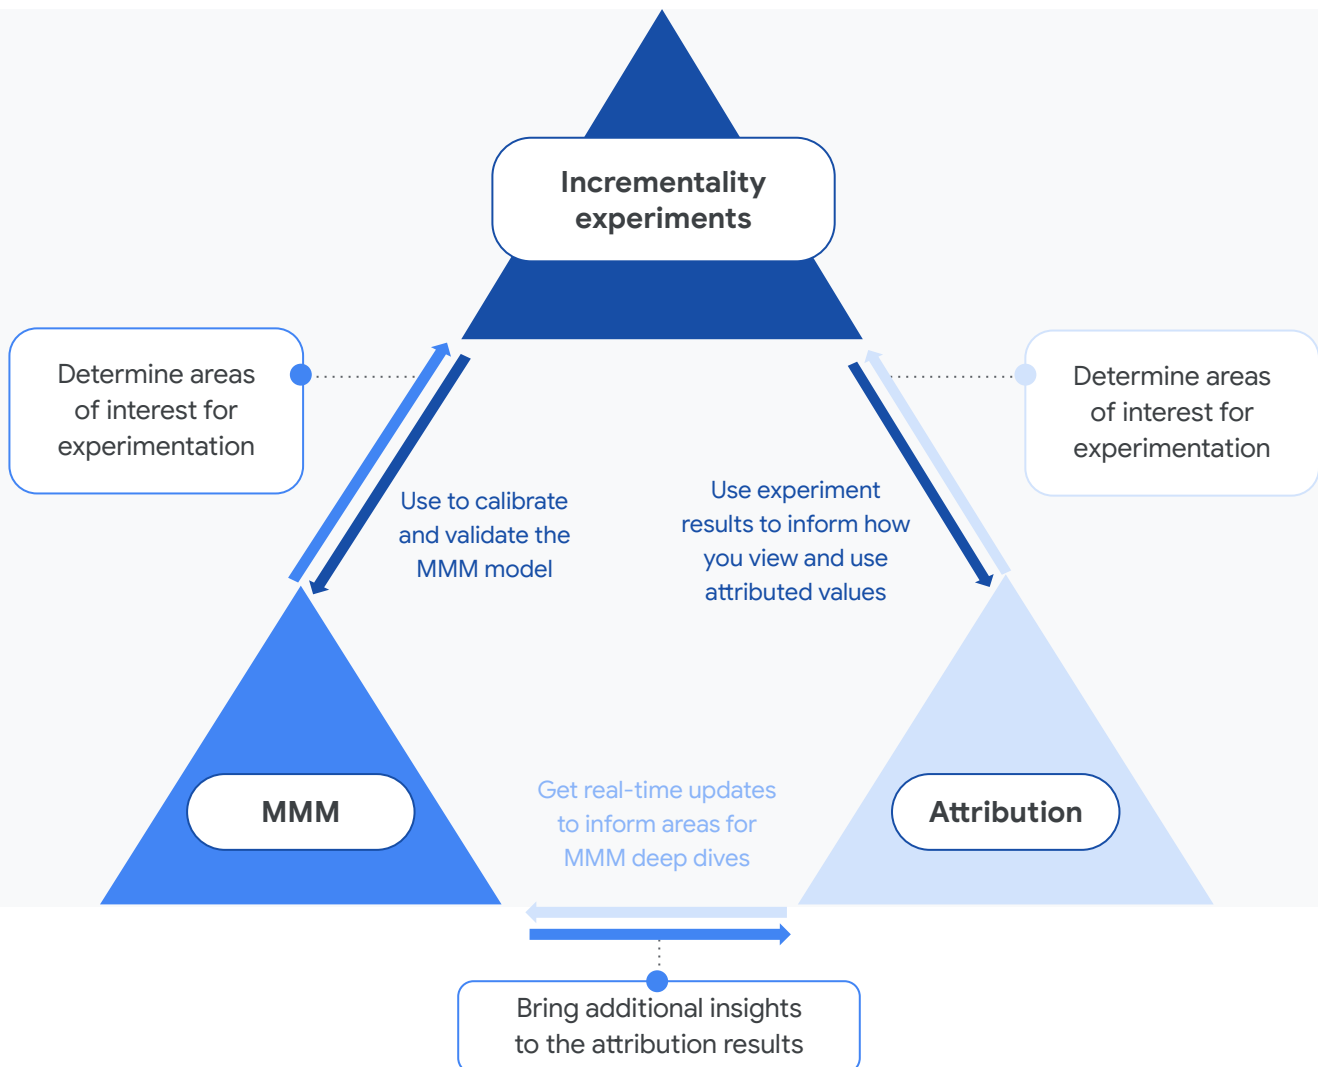 Incrementality
experiments
Determine areas
of interest for
experimentation
Determine areas
of interest for
experimentation
Use to calibrate
and validate the
MMM model
Use experiment
results to inform how
you view and use
attributed values
MMM
Attribution
Get real-time updates
to inform areas for
MMM deep dives
Bring additional insights
to the attribution results